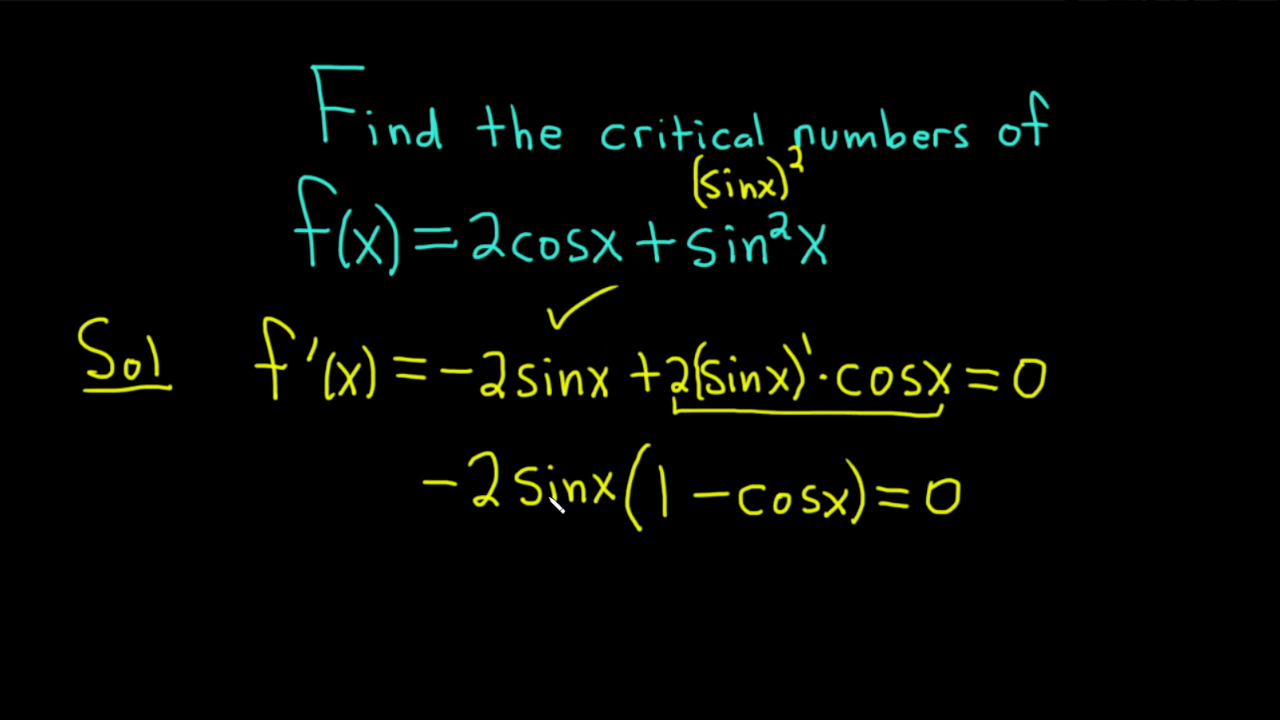 Find the critical numbers of
(sinx)²
f(x) = 2cosx + sin²x
Sol f'(x) = -2sinx + 2(sinx)¹·cosx = 0
-2sinx(1 - cosx) = 0